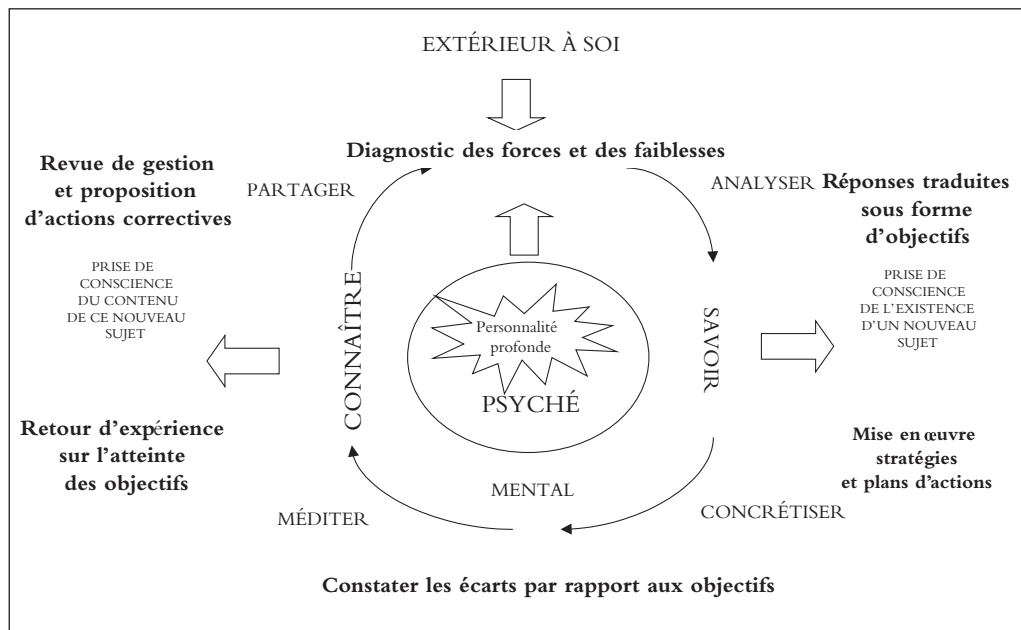 EXTÉRIEUR À SOI
Diagnostic des forces et des faiblesses
Revue de gestion
et proposition
d'actions correctives
PARTAGER
ANALYSER
Réponses traduites
sous forme
d'objectifs
PRISE DE
CONSCIENCE
DU CONTENU
DE CE NOUVEAU
SUJET
CONNAÎTRE
Personnalité
profonde
PSYCHÉ
SAVOIR
PRISE DE
CONSCIENCE
DE L'EXISTENCE
D'UN NOUVEAU
SUJET
Retour d'expérience
sur l'atteinte
des objectifs
Mise en œuvre
stratégies
et plans d'actions
MENTAL
MÉDITER
CONCRÉTISER
Constater les écarts par rapport aux objectifs